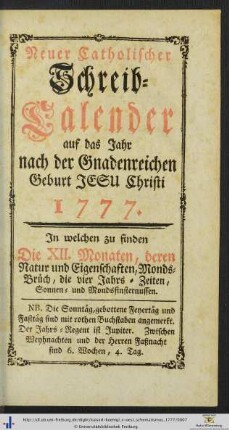 Neuer Catholischer
Schreib-
Calender
auf das Jahr
nach der Gnadenreichen
Geburt JESU Christi
1777.
In welchen zu finden
Die XII. Monaten, deren
Natur und Eigenschaften, Monds-
Brüch, die vier Jahrs-Zeiten,
Sonnen- und Mondsfinsternussen.
NB. Die Sonntäg, gebottene Feyertäg und
Fasttäg sind mit rothen Buchstaben angemerkt.
Der Jahrs-Regent ist Jupiter. Zwischen
Weyhnachten und der Herren Faßnacht
sind 6. Wochen, 4. Tag.
© Universitätsbibliothek Freiburg